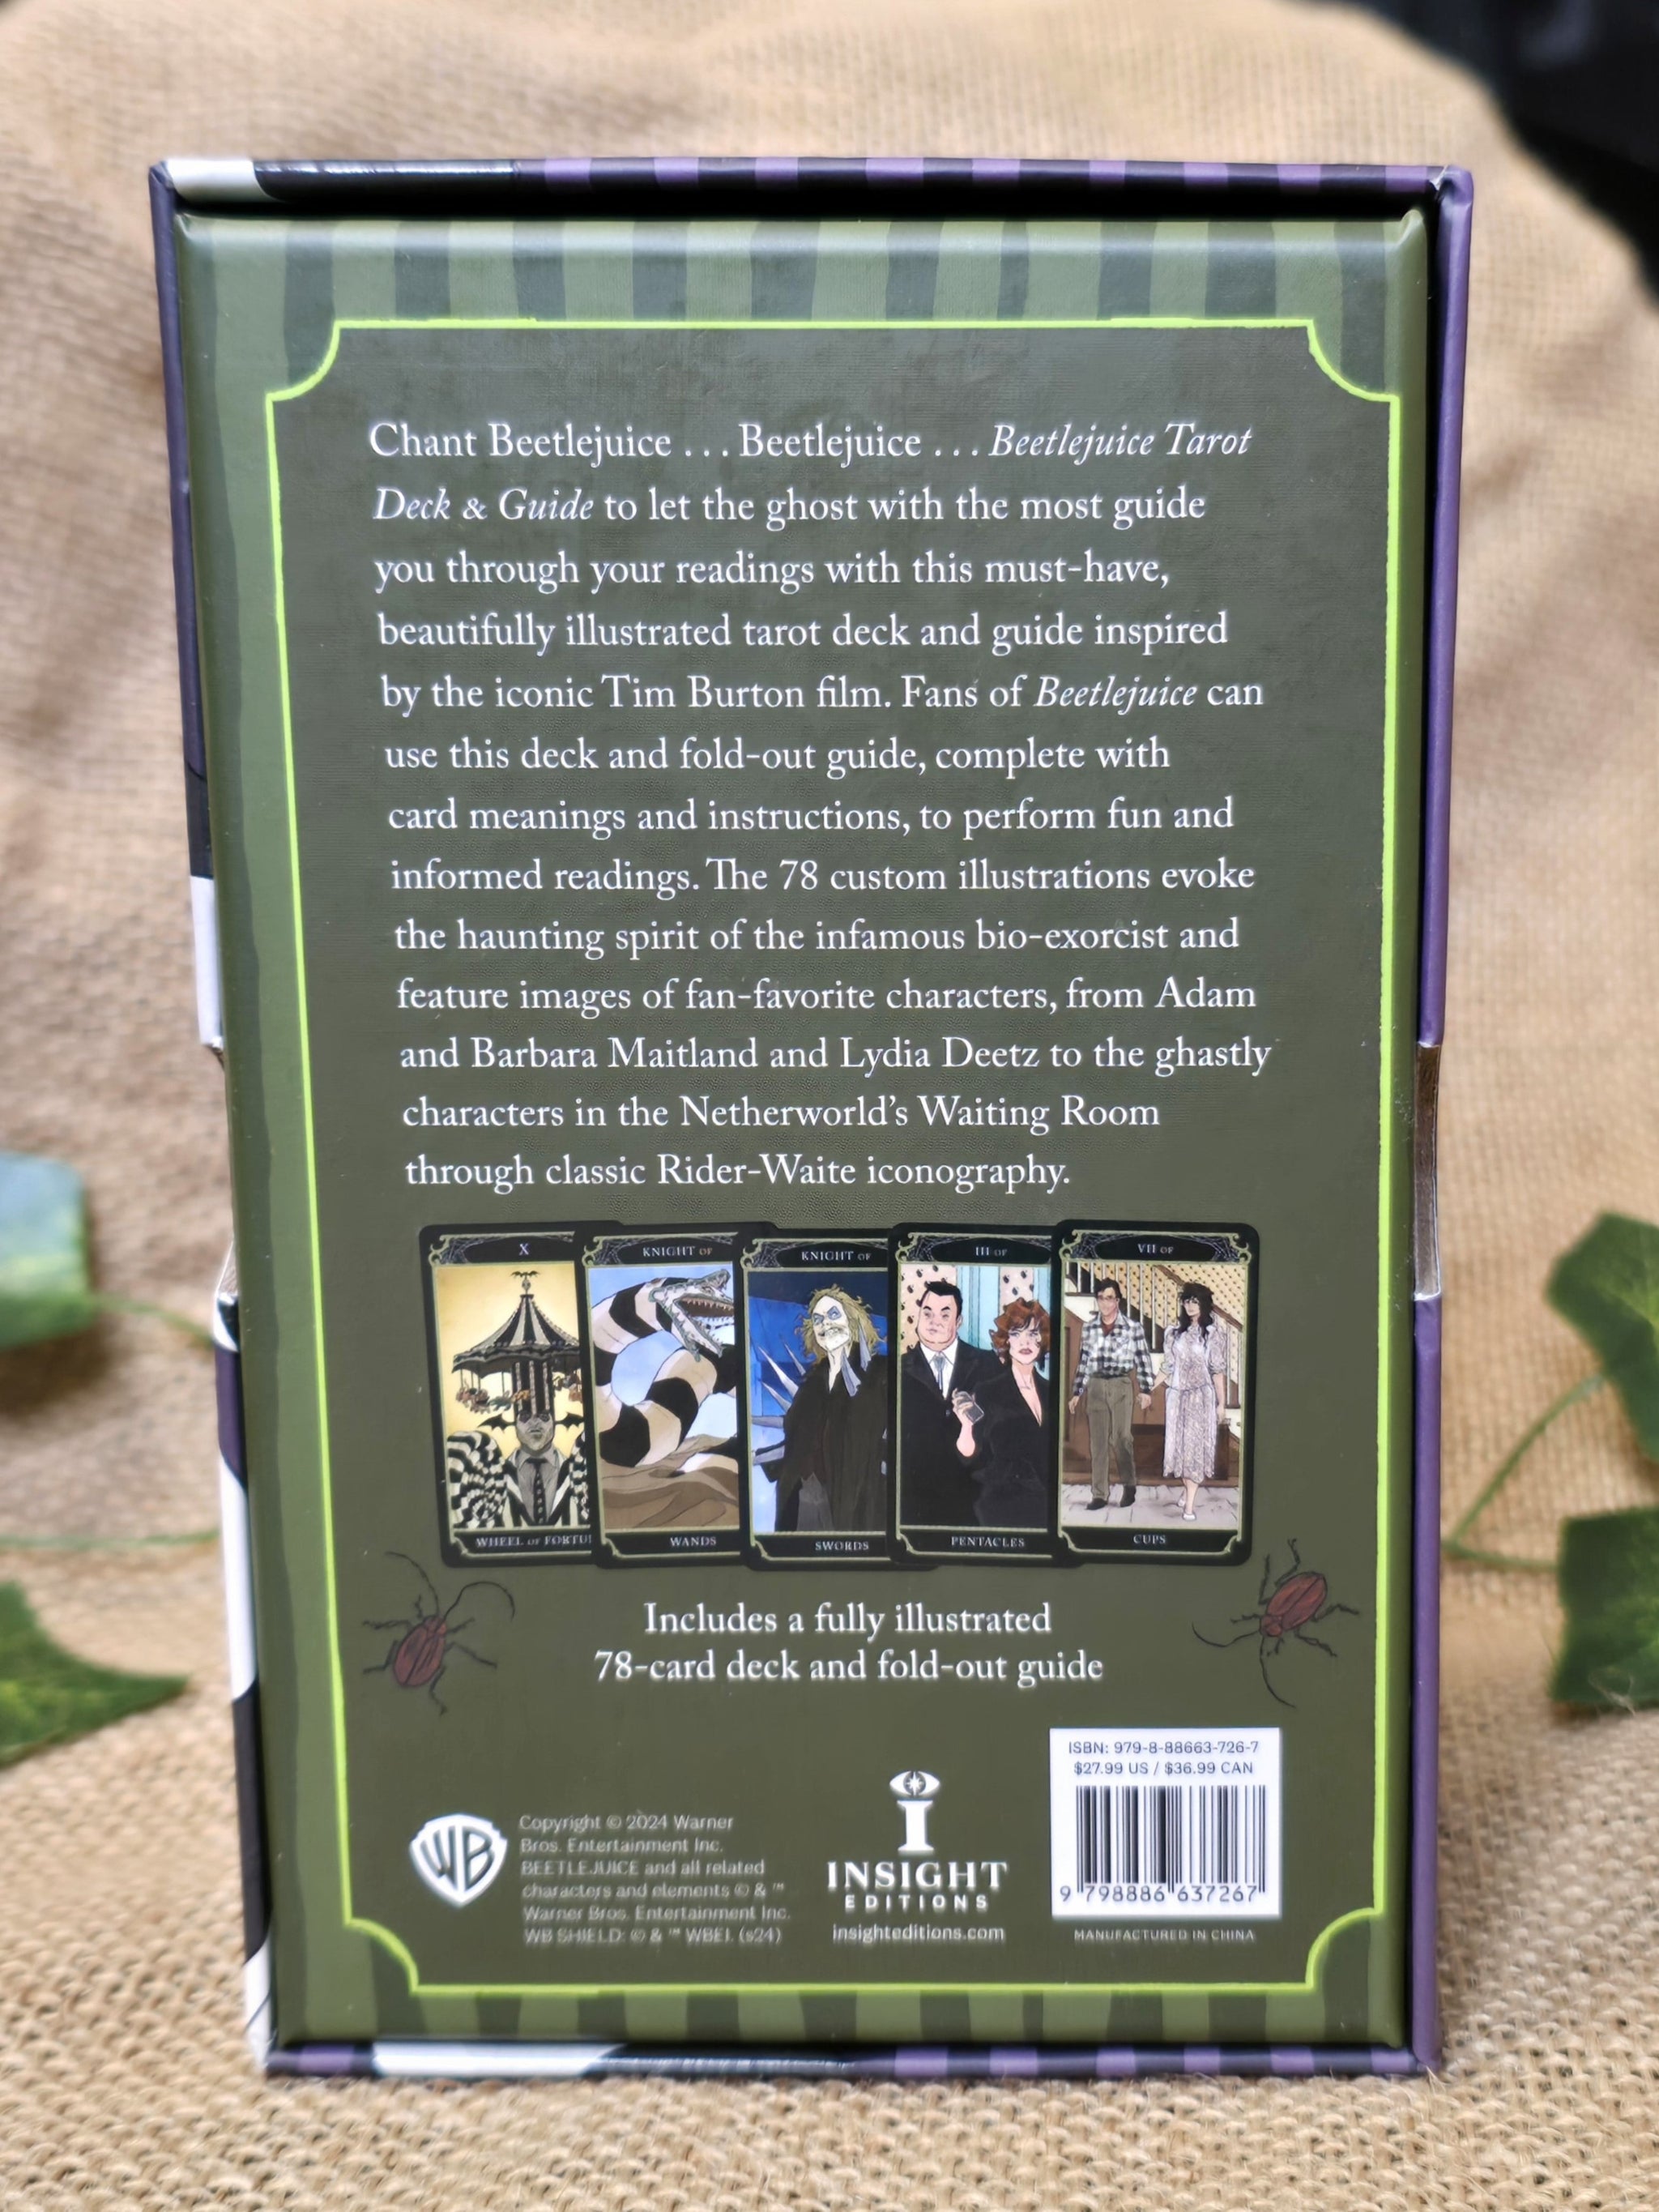 Chant Beetlejuice . . . Beetlejuice . . . Beetlejuice Tarot
Deck & Guide to let the ghost with the most guide
you through your readings with this must-have,
beautifully illustrated tarot deck and guide inspired
by the iconic Tim Burton film. Fans of Beetlejuice can
use this deck and fold-out guide, complete with
card meanings and instructions, to perform fun and
informed readings. The 78 custom illustrations evoke
the haunting spirit of the infamous bio-exorcist and
feature images of fan-favorite characters, from Adam
and Barbara Maitland and Lydia Deetz to the ghastly
characters in the Netherworld's Waiting Room
through classic Rider-Waite iconography.
X
WHEEL OF FORTU
KNIGHT OF
WANDS
KNIGHT OF
SWORDS
III OF
PENTACLES
VII OF
CUPS
Includes a fully illustrated
78-card deck and fold-out guide
WB
Copyright © 2024 Warner
Bros. Entertainment Inc.
BEETLEJUICE and all related
characters and elements © & ™
Warner Bros. Entertainment Inc.
WB SHIELD: © & ™ WBEI. (s24)
INSIGHT
EDITIONS
insighteditions.com
ISBN: 979-8-88663-726-7
$27.99 US / $36.99 CAN
9 798886 637267
MANUFACTURED IN CHINA